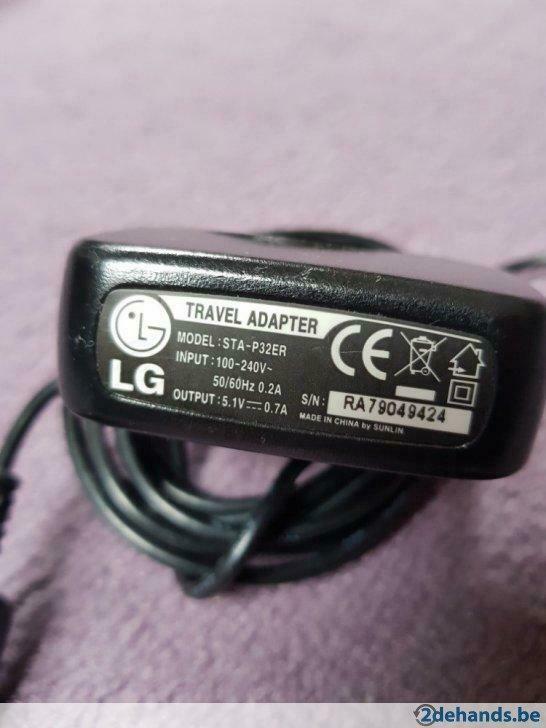 TRAVEL ADAPTER
MODEL :STA-P32ER
INPUT :100-240V~
50/60Hz 0.2A
OUTPUT :5.1V⎓0.7A
LG
CE
S/N: RA79049424
MADE IN CHINA by SUNLIN
2dehands.be